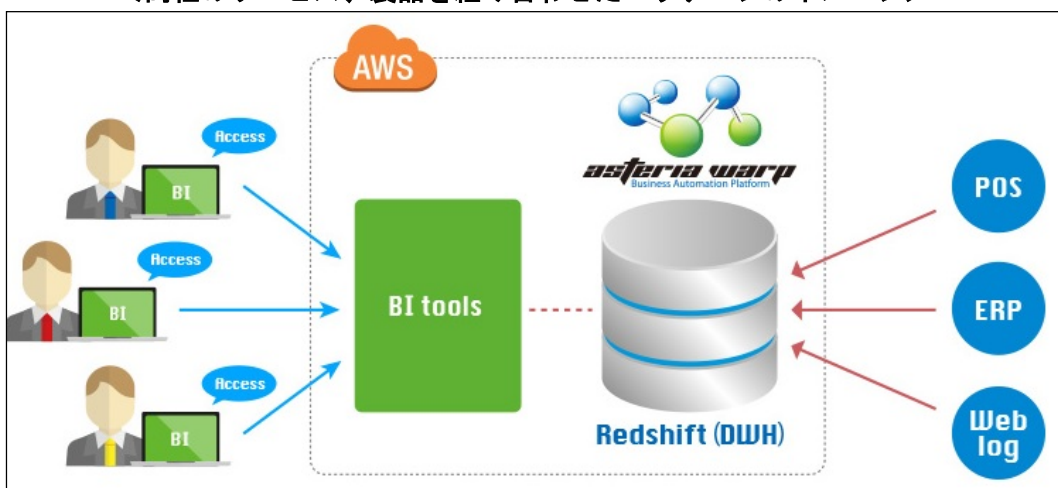 AWS
Access
BI
Access
BI
Access
BI
BI tools
asteria warp
Business Automation Platform
Redshift (DWH)
POS
ERP
Web
log